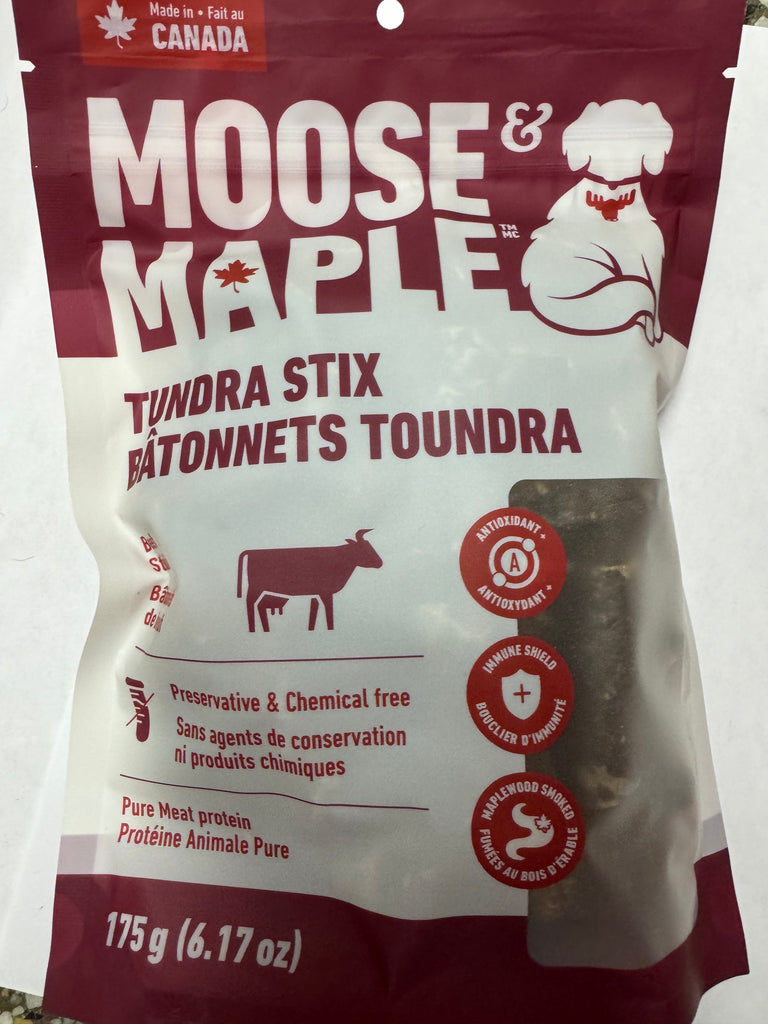 Made in • Fait au
CANADA
MOOSE &
MAPLE ™ MC
TUNDRA STIX
BÂTONNETS TOUNDRA
ANTIOXIDANT +
A
ANTIOXYDANT +
IMMUNE SHIELD
BOUCLIER D'IMMUNITÉ
Preservative & Chemical free
Sans agents de conservation
ni produits chimiques
MAPLEWOOD SMOKED
FUMÉES AU BOIS D'ÉRABLE
Pure Meat protein
Protéine Animale Pure
175 g (6.17 oz)